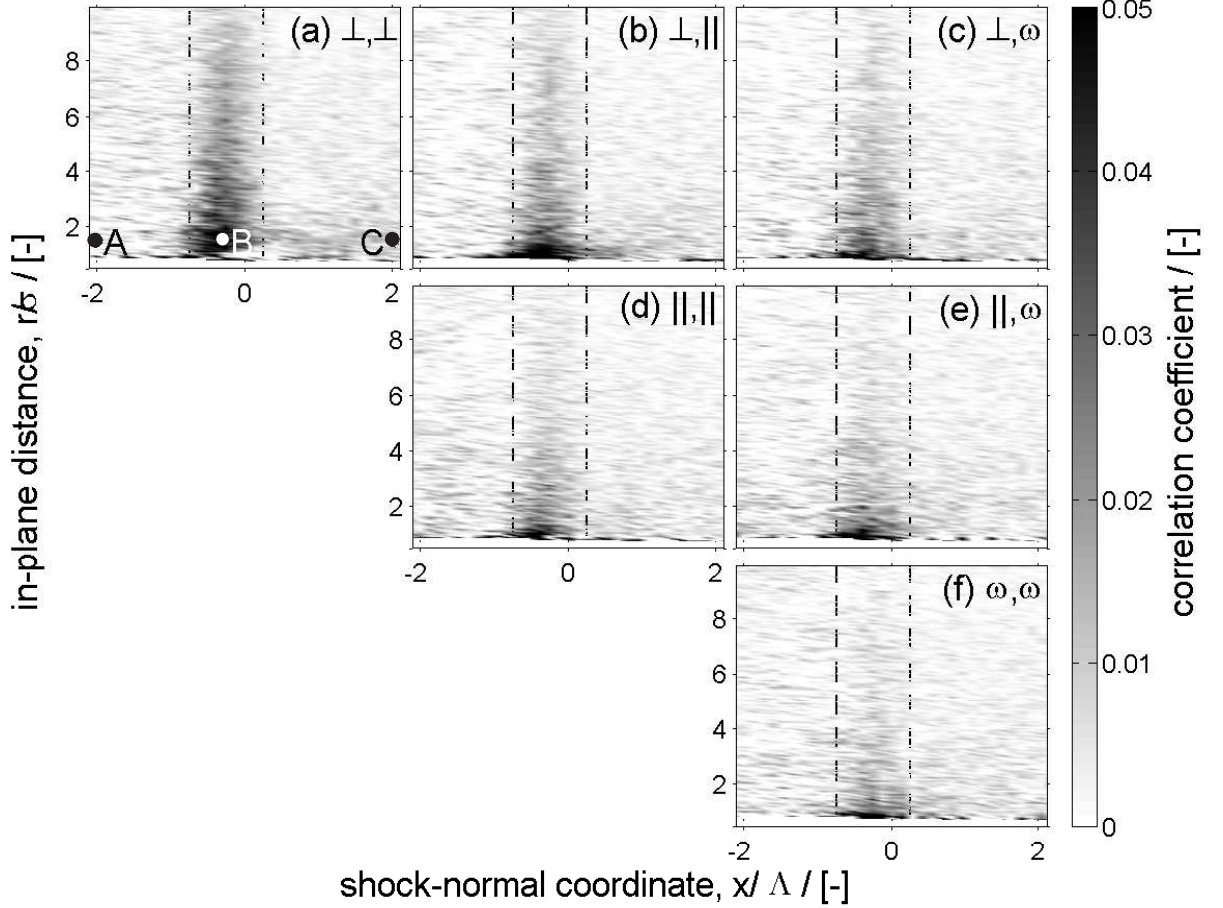 (a) ⊥,⊥
(b) ⊥,||
(c) ⊥,ω
0.05
8
6
4
2
A
B
C
-2
0
2
0.04
(d) ||,||
(e) ||,ω
8
6
4
2
-2
0
2
0.03
0.02
(f) ω,ω
8
6
4
2
-2
0
2
0.01
0
in-plane distance, r/σ / [-]
shock-normal coordinate, x/ Λ / [-]
correlation coefficient / [-]